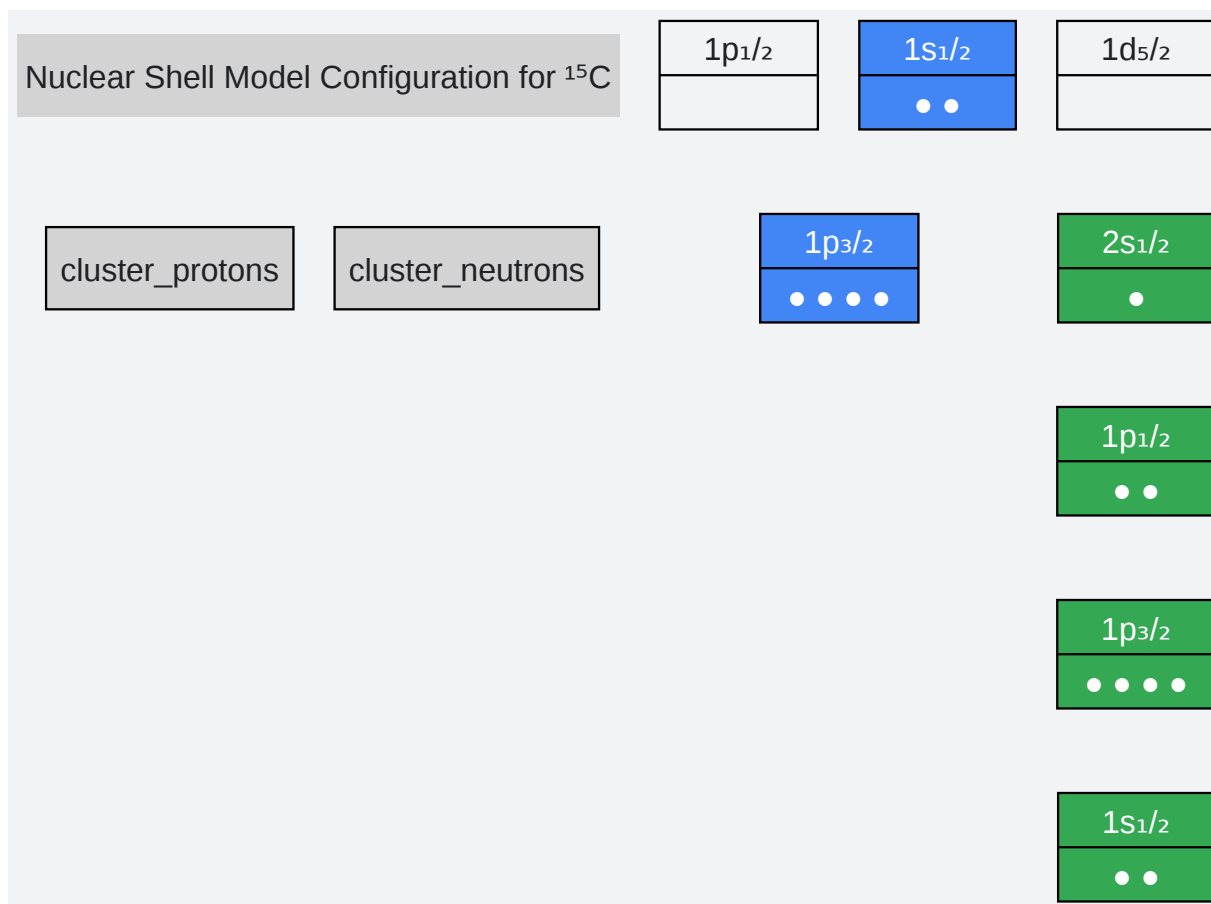 Nuclear Shell Model Configuration for ¹⁵C
1p₁/₂
1s₁/₂
1d₅/₂
cluster_protons
cluster_neutrons
1p₃/₂
2s₁/₂
1p₁/₂
1p₃/₂
1s₁/₂